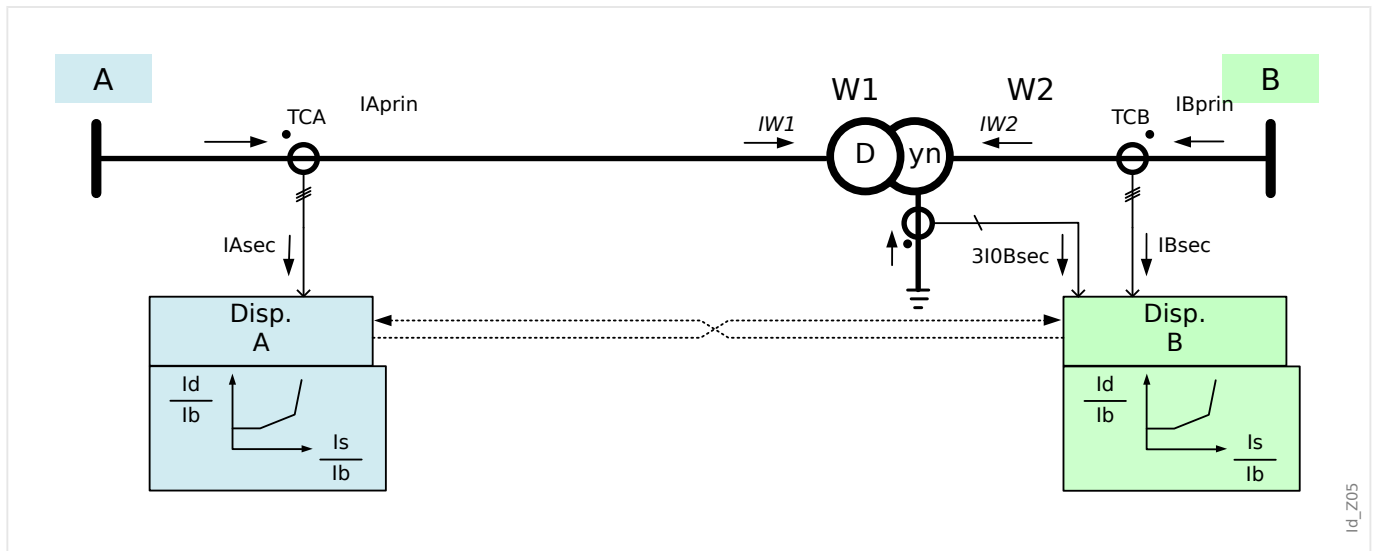 A
B
W1
W2
TCA
IAprin
IW1
IW2
TCB
IBprin
D
yn
IAsec
3I0Bsec
IBsec
Disp.
A
Disp.
B
Id
Ib
Is
Ib
Id
Ib
Is
Ib
Id_Z05